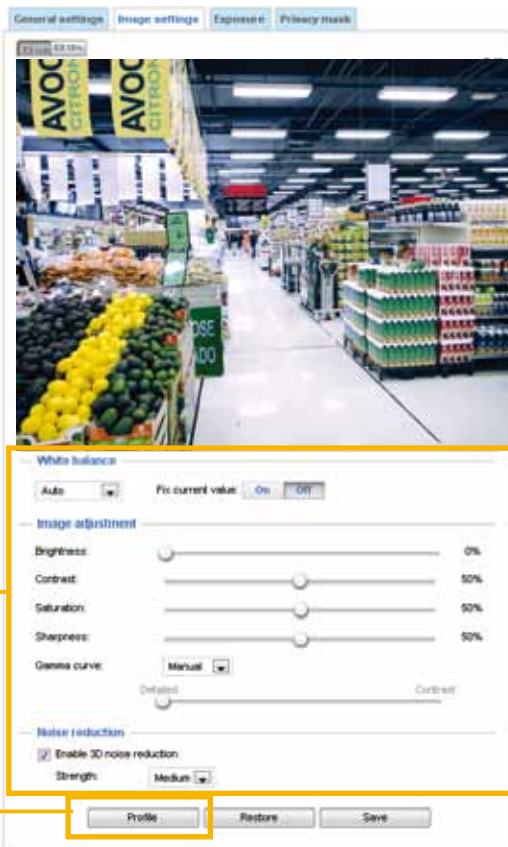 General settings Image settings Exposure Privacy mask
AVOC
CITRON
AVOC
CITRON
OSE
ADO
White balance
Auto Fix current value: On Off
Image adjustment
Brightness: 0%
Contrast: 50%
Saturation: 50%
Sharpness: 50%
Gamma curve: Manual
Detailed Contrast
Noise reduction
Enable 3D noise reduction
Strength: Medium
Profile Restore Save